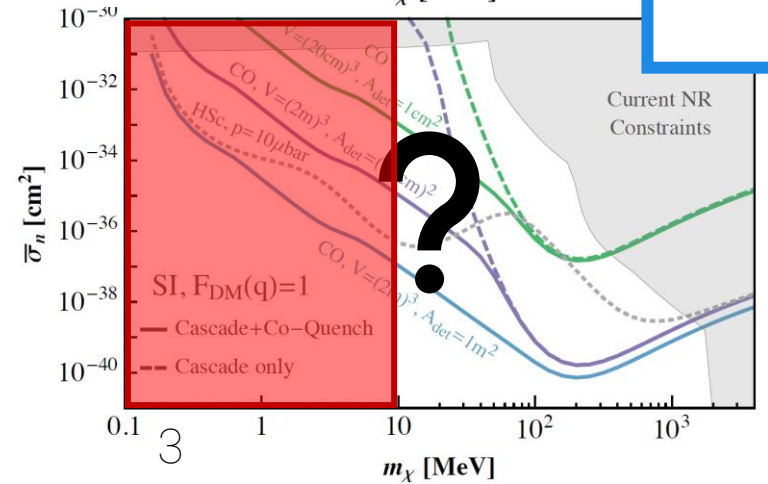 10⁻³⁰
10⁻³²
10⁻³⁴
10⁻³⁶
10⁻³⁸
10⁻⁴⁰
σ̅ₙ [cm²]
CO
V=(20cm)³, A_det=1cm²
CO, V=(2m)³, A_det=( cm)²
HSc, p=10μbar
CO, V=(2m)³, A_det=1m²
Current NR
Constraints
?
SI, F_DM(q)=1
Cascade+Co−Quench
Cascade only
0.1 1 10 10² 10³
3
m_χ [MeV]